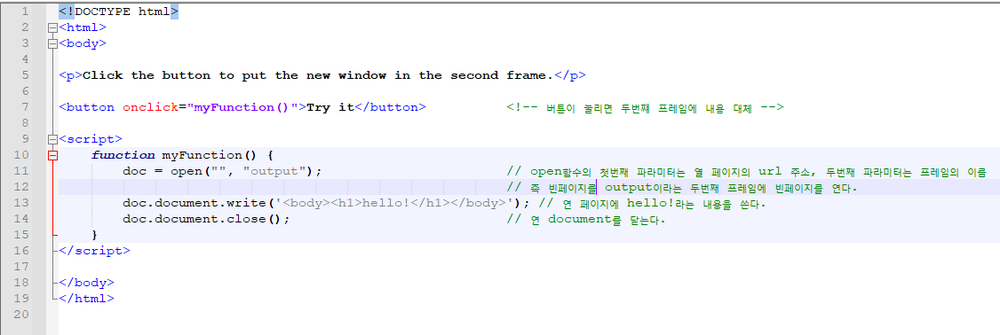 1 <!DOCTYPE html>
2 <html>
3 <body>
4
5 <p>Click the button to put the new window in the second frame.</p>
6
7 <button onclick="myFunction()">Try it</button> <!-- 버튼이 눌리면 두번째 프레임에 내용 대체 -->
8
9 <script>
10 function myFunction() {
11 doc = open("", "output"); // open함수의 첫번째 파라미터는 열 페이지의 url 주소, 두번째 파라미터는 프레임의 이름
12 // 즉 빈페이지를 output이라는 두번째 프레임에 빈페이지를 연다.
13 doc.document.write('<body><h1>hello!</h1></body>'); // 연 페이지에 hello!라는 내용을 쓴다.
14 doc.document.close(); // 연 document를 닫는다.
15 }
16 </script>
17
18 </body>
19 </html>
20